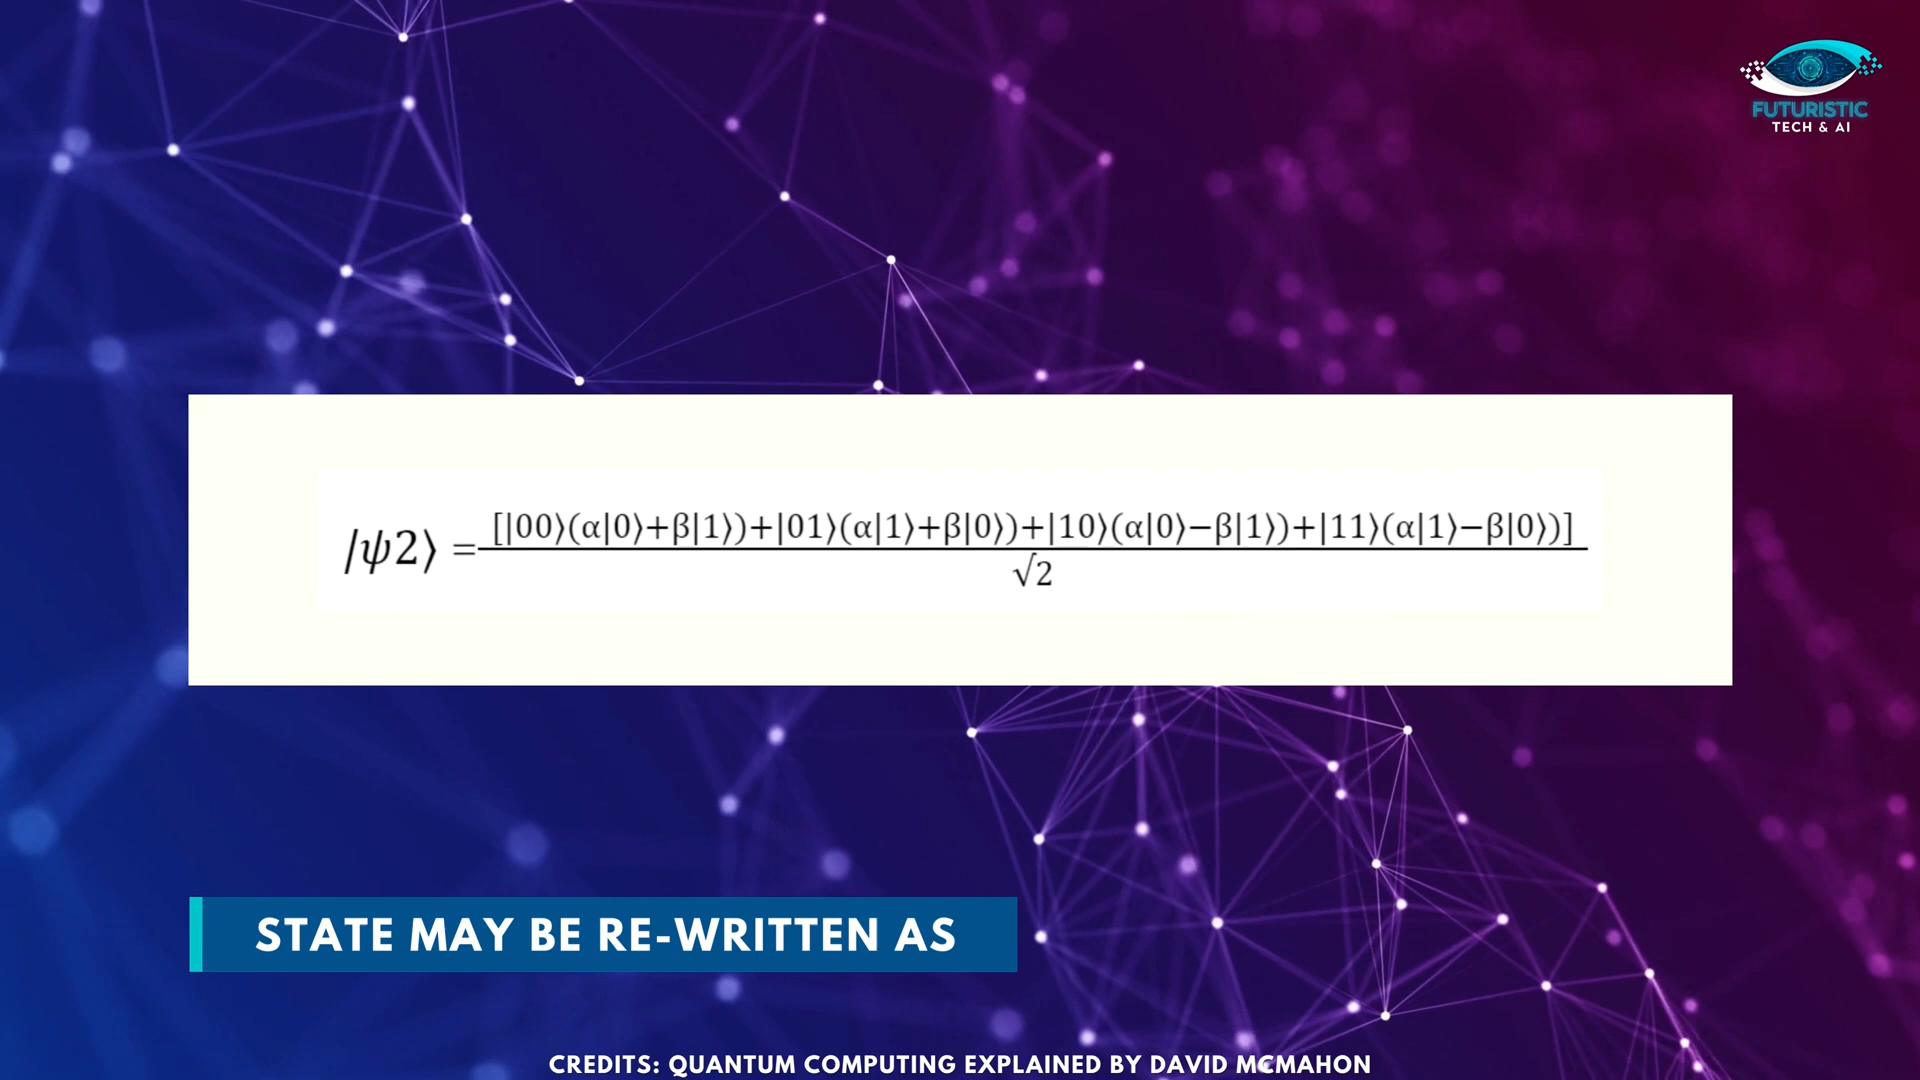 FUTURISTIC
TECH & AI
|ψ2⟩ = [|00⟩(α|0⟩+β|1⟩)+|01⟩(α|1⟩+β|0⟩)+|10⟩(α|0⟩−β|1⟩)+|11⟩(α|1⟩−β|0⟩)]
√2
STATE MAY BE RE-WRITTEN AS
CREDITS: QUANTUM COMPUTING EXPLAINED BY DAVID MCMAHON